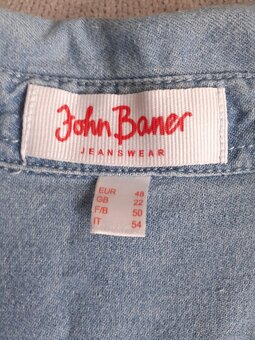 John Baner
JEANSWEAR
EUR 48
GB 22
F/B 50
IT 54